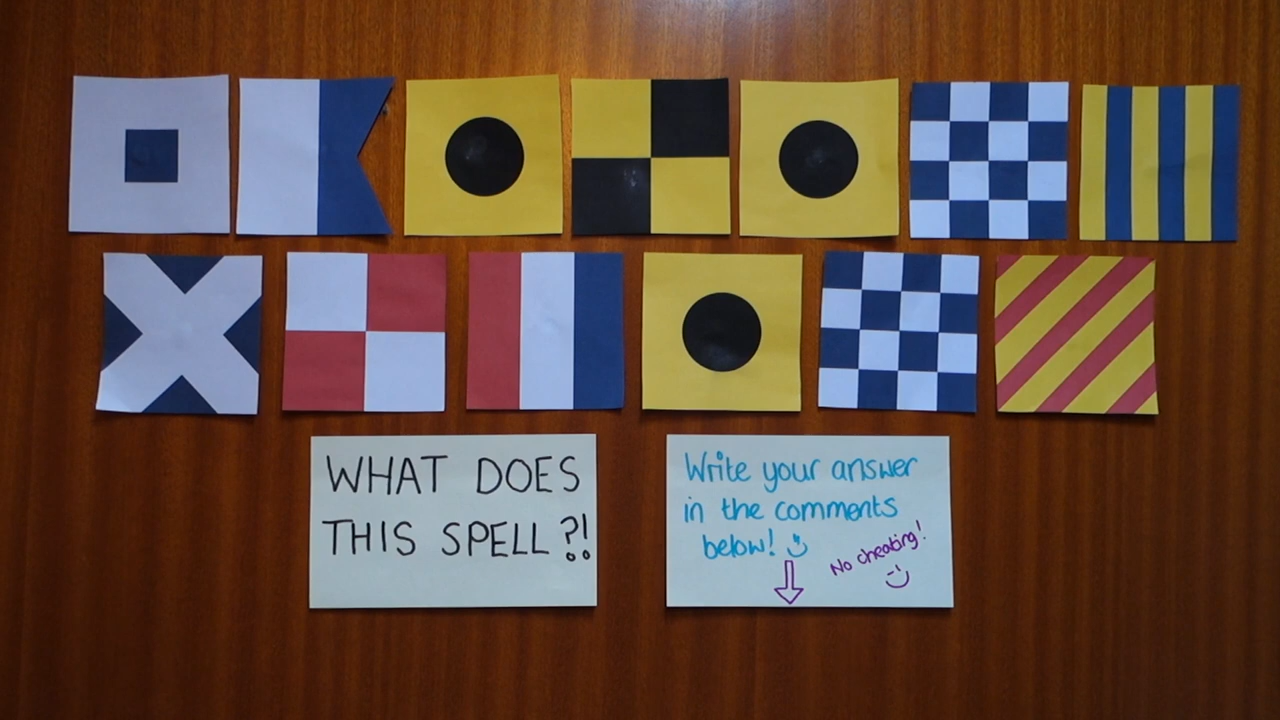 WHAT DOES
THIS SPELL?!
Write your answer
in the comments
below!
No cheating!